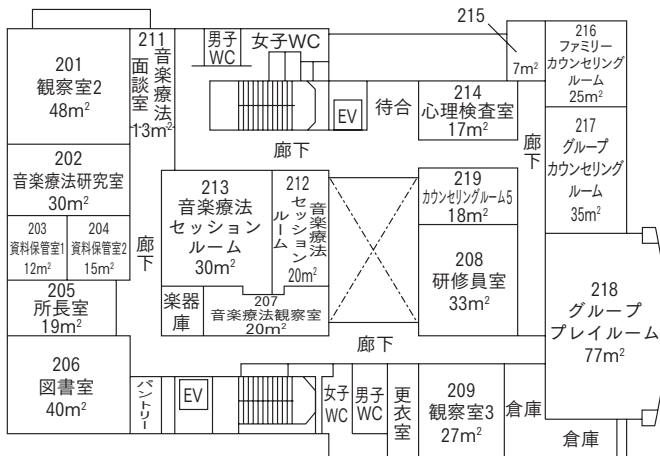 201
観察室2
48m²
211
音楽療法
面談室
13m²
男子
WC
女子WC
EV
待合
215
7m²
216
ファミリー
カウンセリング
ルーム
25m²
214
心理検査室
17m²
廊下
廊下
217
グループ
カウンセリング
ルーム
35m²
202
音楽療法研究室
30m²
203
資料保管室1
12m²
204
資料保管室2
15m²
廊下
213
音楽療法
セッション
ルーム
30m²
212
音楽療法
セッション
ルーム
20m²
219
カウンセリングルーム5
18m²
208
研修員室
33m²
205
所長室
19m²
楽器
庫
207
音楽療法観察室
20m²
218
グループ
プレイルーム
77m²
廊下
206
図書室
40m²
パントリー
EV
女子
WC
男子
WC
更衣室
209
観察室3
27m²
倉庫
倉庫